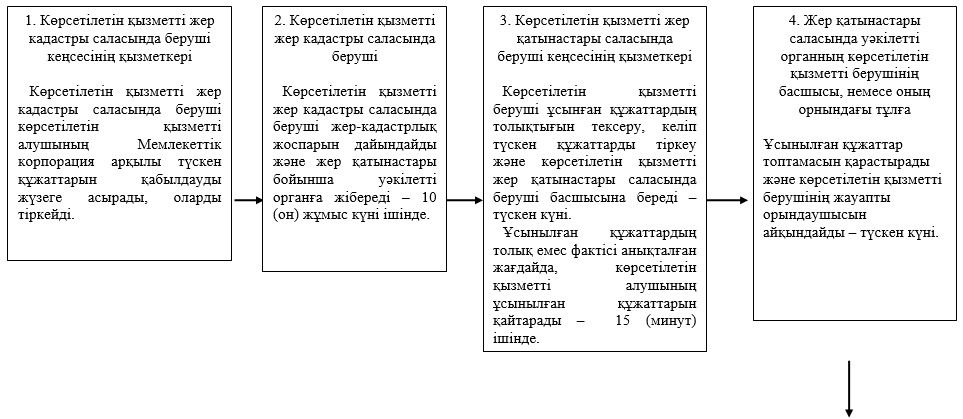 1. Көрсетілетін қызметті жер
кадастры саласында беруші
кеңсесінің қызметкері
Көрсетілетін қызметті жер
кадастры саласында беруші
көрсетілетін қызметті
алушының Мемлекеттік
корпорация арқылы түскен
құжаттарын қабылдауды
жүзеге асырады, оларды
тіркейді.
2. Көрсетілетін қызметті
жер кадастры саласында
беруші
Көрсетілетін қызметті
жер кадастры саласында
беруші жер-кадастрлық
жоспарын дайындайды
және жер қатынастары
бойынша уәкілетті
органға жібереді – 10
(он) жұмыс күні ішінде.
3. Көрсетілетін қызметті жер
қатынастары саласында
беруші кеңсесінің қызметкері
Көрсетілетін қызметті
беруші ұсынған құжаттардың
толықтығын тексеру, келіп
түскен құжаттарды тіркеу
және көрсетілетін қызметті
жер қатынастары саласында
беруші басшысына береді –
түскен күні.
Ұсынылған құжаттардың
толық емес фактісі анықталған
жағдайда, көрсетілетін
қызметті алушының
ұсынылған құжаттарын
қайтарады – 15 (минут)
ішінде.
4. Жер қатынастары
саласында уәкілетті
органның көрсетілетін
қызметті берушінің
басшысы, немесе оның
орнындағы тұлға
Ұсынылған құжаттар
топтамасын қарастырады
және көрсетілетін қызметті
берушінің жауапты
орындаушысын
айқындайды – түскен күні.